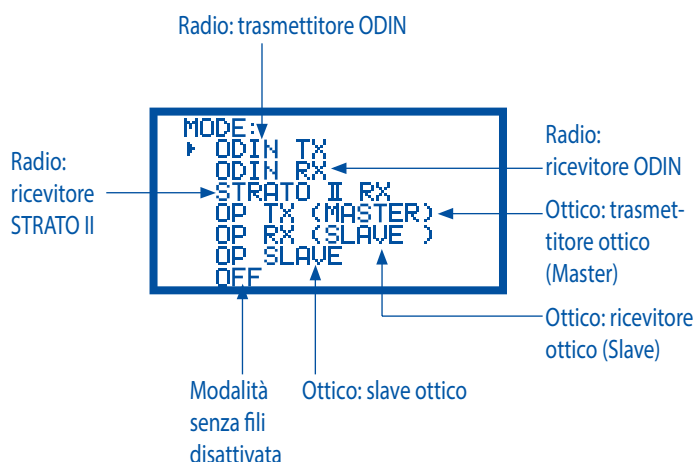 Radio: trasmettitore ODIN
MODE:
ODIN TX
ODIN RX
STRATO II RX
OP TX (MASTER)
OP RX (SLAVE )
OP SLAVE
OFF
Radio:
ricevitore
STRATO II
Radio:
ricevitore ODIN
Ottico: trasmet-
titore ottico
(Master)
Ottico: ricevitore
ottico (Slave)
Modalità
senza fili
disattivata
Ottico: slave ottico